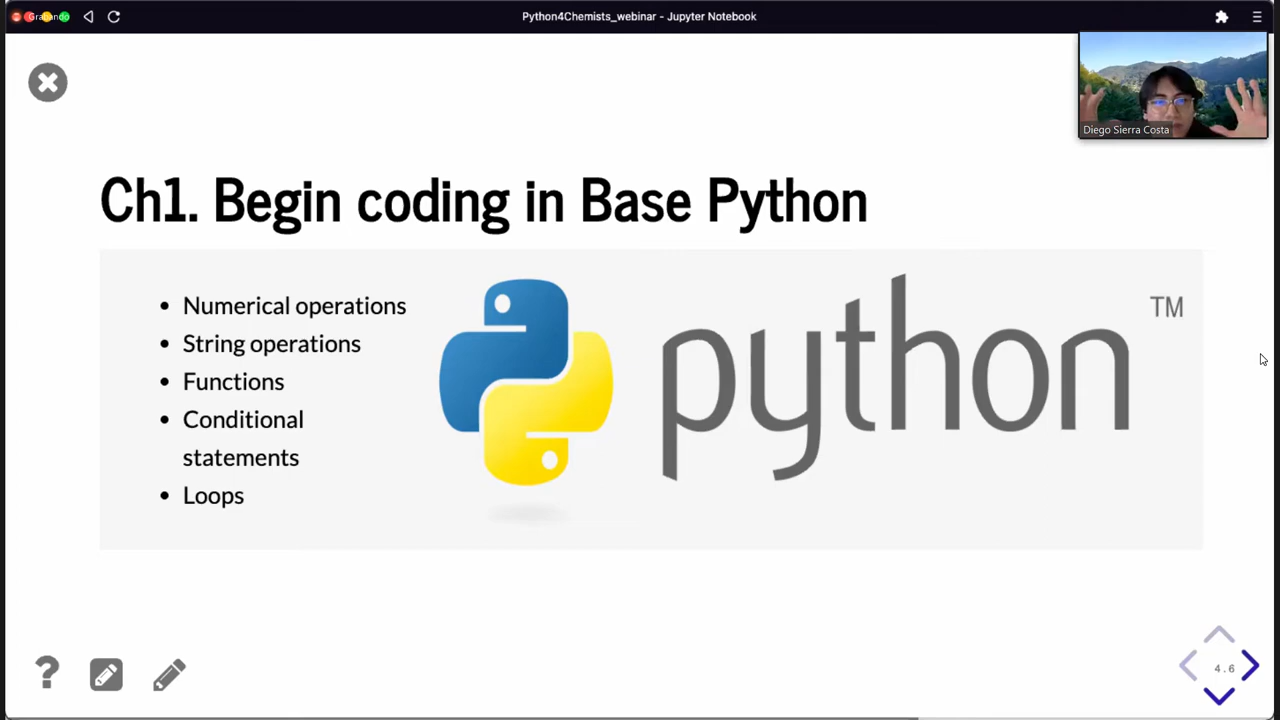 Grabando
Python4Chemists_webinar - Jupyter Notebook
Diego Sierra Costa
Ch1. Begin coding in Base Python
• Numerical operations
• String operations
• Functions
• Conditional
statements
• Loops
python TM
?
4.6